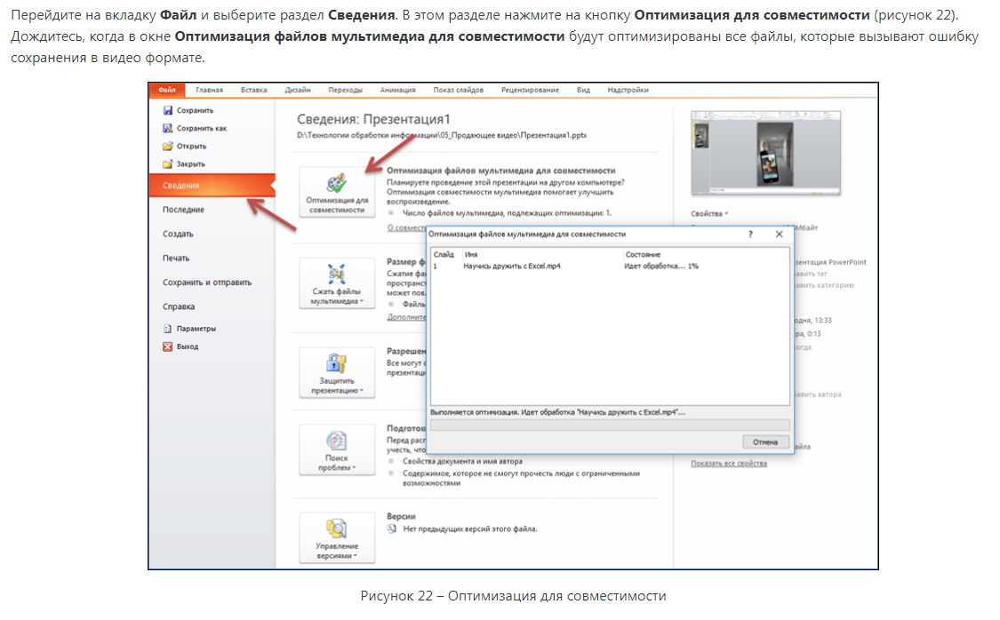 Перейдите на вкладку Файл и выберите раздел Сведения. В этом разделе нажмите на кнопку Оптимизация для совместимости (рисунок 22).
Дождитесь, когда в окне Оптимизация файлов мультимедиа для совместимости будут оптимизированы все файлы, которые вызывают ошибку
сохранения в видео формате.
Файл Главная Вставка Дизайн Переходы Анимация Показ слайдов Рецензирование Вид Надстройки
Сохранить
Сохранить как
Открыть
Закрыть
Сведения
Последние
Создать
Печать
Сохранить и отправить
Справка
Параметры
Выход
Сведения: Презентация1
D:\Технологии обработки информации\05_Продающее видео\Презентация1.pptx
Оптимизация для
совместимости
Оптимизация файлов мультимедиа для совместимости
Планируете проведение этой презентации на другом компьютере?
Оптимизация совместимости мультимедиа помогает улучшить
воспроизведение.
Число файлов мультимедиа, подлежащих оптимизации: 1.
О совмест
Сжать файлы
мультимедиа
Размер ф
Сжатие фа
пространст
может пов.
Файль
Дополните
Защитить
презентацию
Разрешен
Все могут о
презентаци
Поиск
проблем
Подготов
Перед расп
учесть, что
Свойства документа и имя автора
Содержимое, которое не смогут прочесть люди с ограниченными
возможностями
Управление
версиями
Версии
Нет предыдущих версий этого файла.
Оптимизация файлов мультимедиа для совместимости ? ×
Слайд Имя Состояние
1 Научись дружить с Excel.mp4 Идет обработка... 1%
Выполняется оптимизация. Идет обработка "Научись дружить с Excel.mp4"...
Отмена
Свойства
Мбайт
зентация PowerPoint
авить тег
авить категорию
одня, 13:33
ра, 0:13
огда
авить автора
айла
Показать все свойства
Рисунок 22 – Оптимизация для совместимости